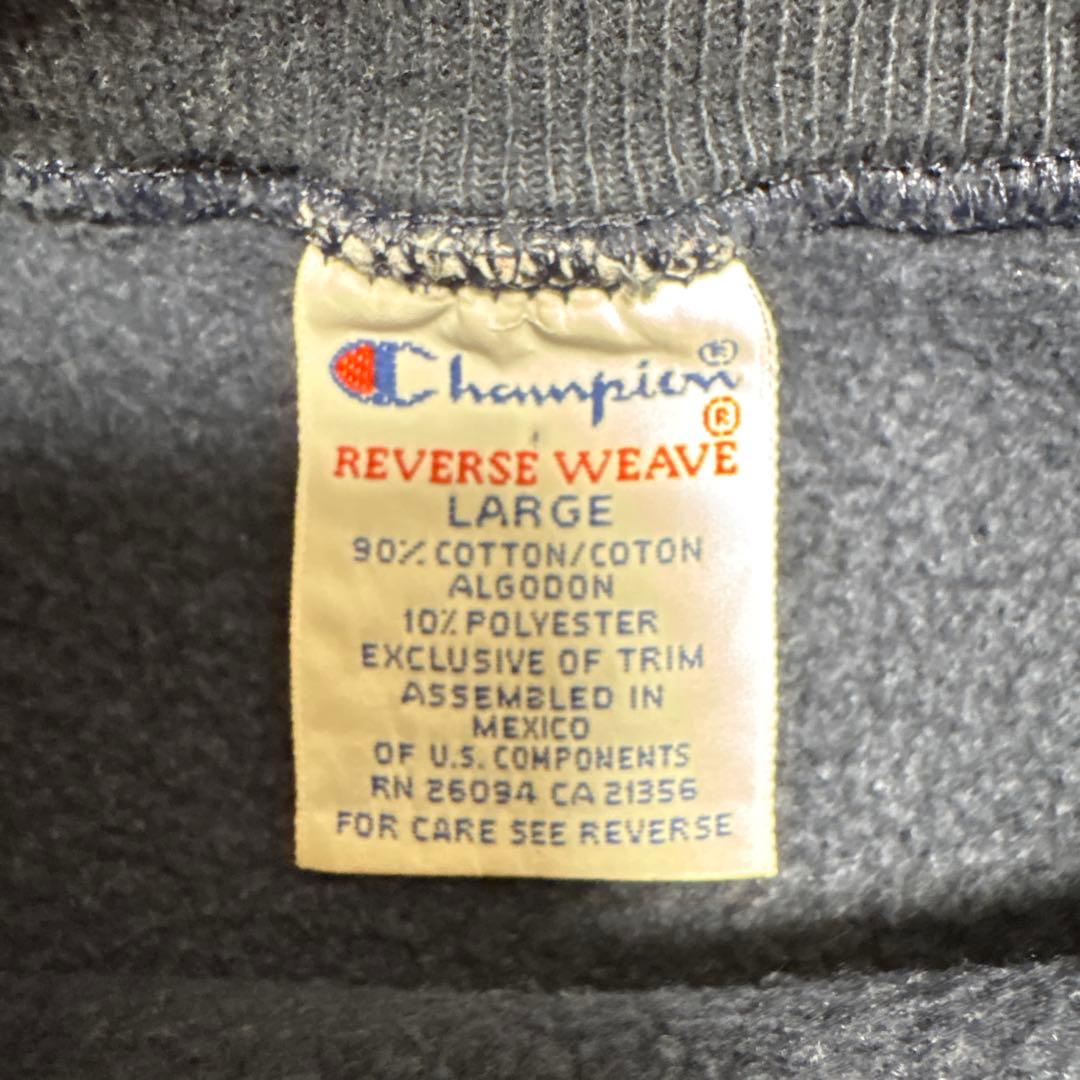 Champion®
®
REVERSE WEAVE
LARGE
90% COTTON/COTON
ALGODON
10% POLYESTER
EXCLUSIVE OF TRIM
ASSEMBLED IN
MEXICO
OF U.S. COMPONENTS
RN 26094 CA 21356
FOR CARE SEE REVERSE